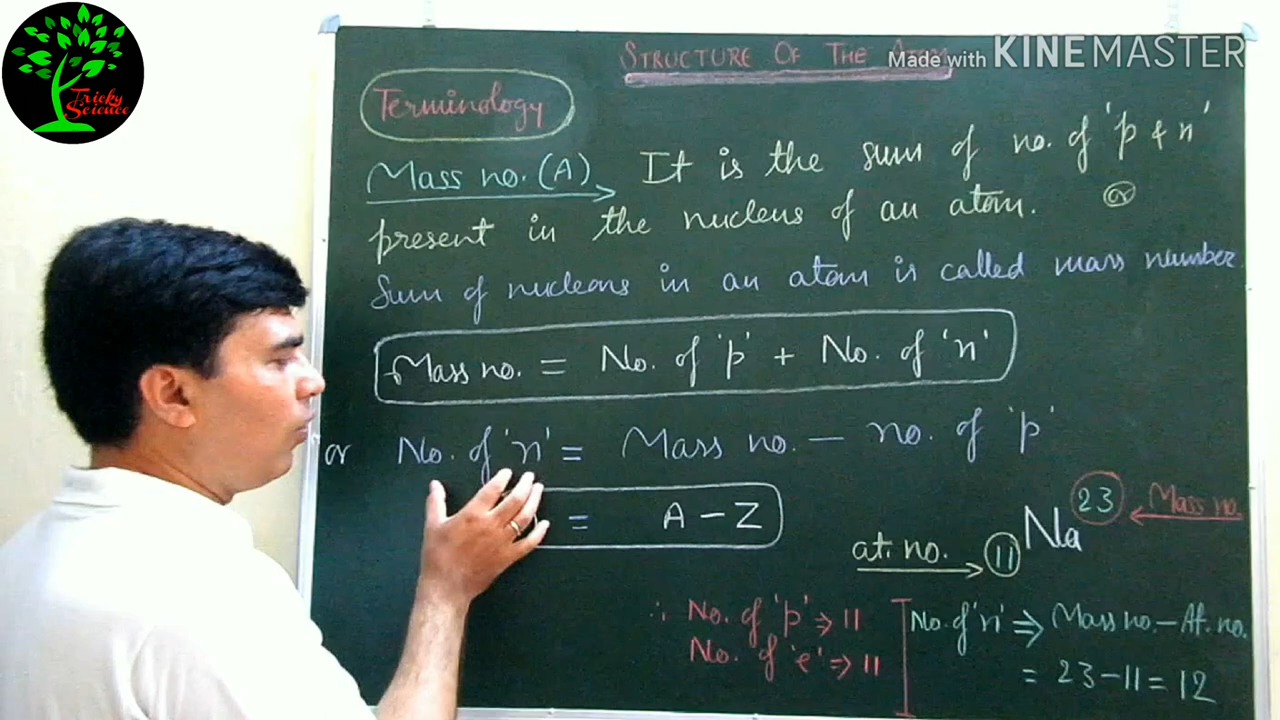 Tricky
Science
STRUCTURE OF THE ATOM
Made with KINEMASTER
Terminology
Mass no. (A) It is the sum of no. of 'p & n'
present in the nucleus of an atom. or
Sum of nucleons in an atom is called mass number.
Mass no. = No. of 'p' + No. of 'n'
or No. of 'n' = Mass no. – no. of 'p'
= A – Z
at. no. 11 Na 23 Mass no.
∴ No. of 'p' ⇒ 11
No. of 'e' ⇒ 11
No. of 'n' ⇒ Mass no. – At. no.
= 23 – 11 = 12